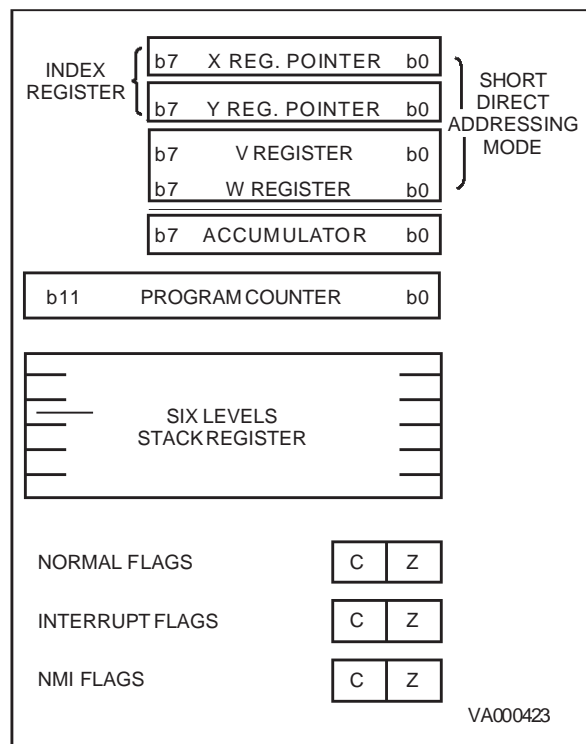 INDEX
REGISTER
b7 X REG. POINTER b0
b7 Y REG. POINTER b0
b7 V REGISTER b0
b7 W REGISTER b0
b7 ACCUMULATOR b0
SHORT
DIRECT
ADDRESSING
MODE
b11 PROGRAM COUNTER b0
SIX LEVELS
STACK REGISTER
NORMAL FLAGS C Z
INTERRUPT FLAGS C Z
NMI FLAGS C Z
VA000423